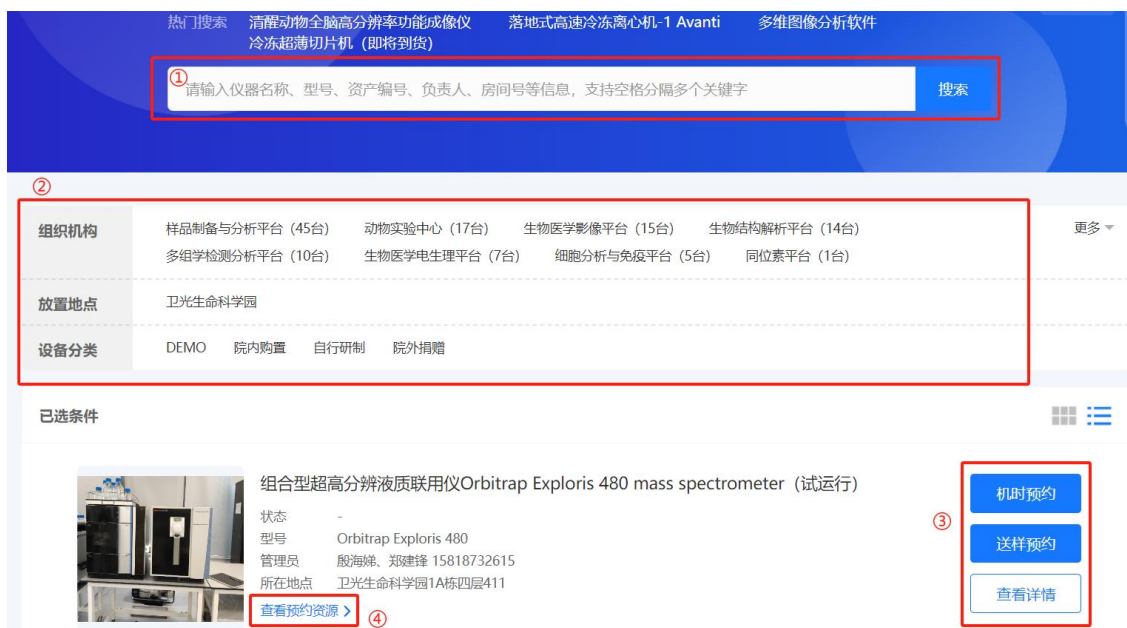 热门搜索 清醒动物全脑高分辨率功能成像仪 落地式高速冷冻离心机-1 Avanti 多维图像分析软件
冷冻超薄切片机（即将到货）
① 请输入仪器名称、型号、资产编号、负责人、房间号等信息，支持空格分隔多个关键字 搜索
②
组织机构 样品制备与分析平台（45台） 动物实验中心（17台） 生物医学影像平台（15台） 生物结构解析平台（14台） 更多
多组学检测分析平台（10台） 生物医学电生理平台（7台） 细胞分析与免疫平台（5台） 同位素平台（1台）
放置地点 卫光生命科学园
设备分类 DEMO 院内购置 自行研制 院外捐赠
已选条件
组合型超高分辨液质联用仪Orbitrap Exploris 480 mass spectrometer（试运行）
状态 -
型号 Orbitrap Exploris 480
管理员 殷海娣、郑建锋 15818732615
所在地点 卫光生命科学园1A栋四层411
查看预约资源 ④
③
机时预约
送样预约
查看详情